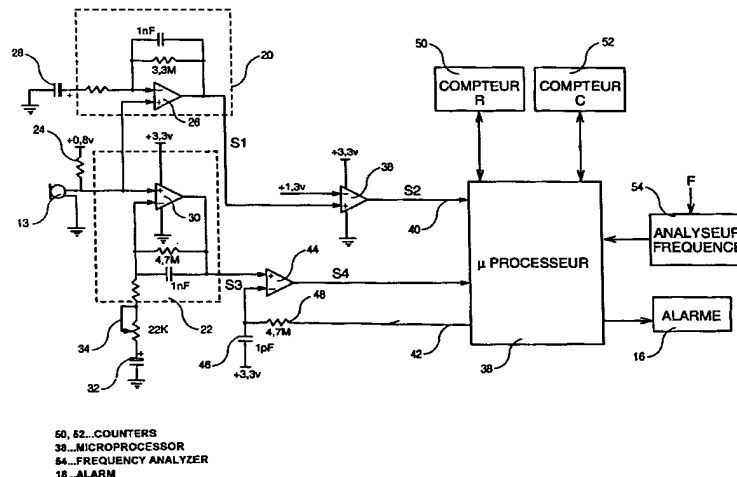 1nF
3,3M
28
20
26
24
+0,8v
S1
+3,3v
13
30
4,7M
1nF
22
S3
34
22K
32
+3,3v
+1,3v
36
S2
40
44
S4
48
4,7M
46
1pF
+3,3v
42
50
COMPTEUR
R
52
COMPTEUR
C
µ PROCESSEUR
38
F
54
ANALYSEUR
FREQUENCE
ALARME
16
50, 52...COUNTERS
38...MICROPROCESSOR
54...FREQUENCY ANALYZER
16...ALARM